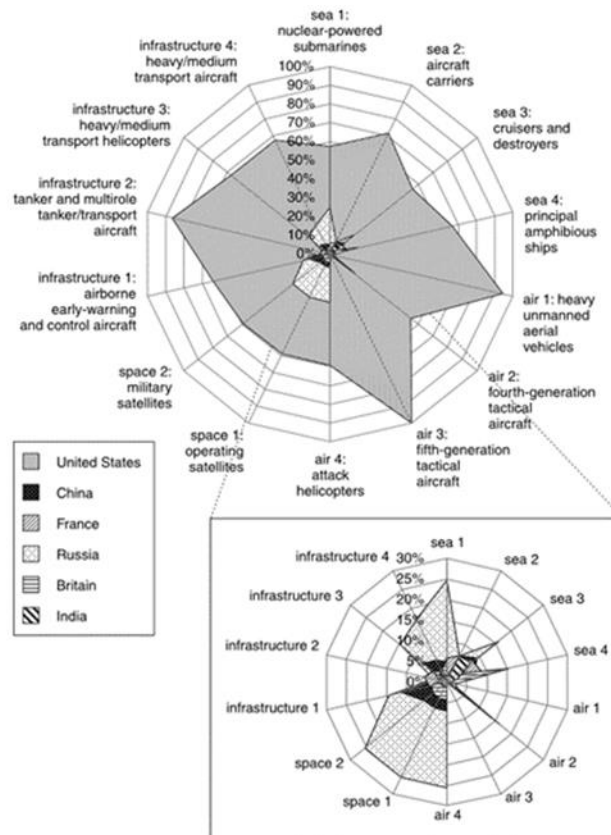 sea 1:
nuclear-powered
submarines
infrastructure 4:
heavy/medium
transport aircraft
sea 2:
aircraft
carriers
infrastructure 3:
heavy/medium
transport helicopters
sea 3:
cruisers and
destroyers
infrastructure 2:
tanker and multirole
tanker/transport
aircraft
sea 4:
principal
amphibious
ships
infrastructure 1:
airborne
early-warning
and control aircraft
air 1: heavy
unmanned
aerial
vehicles
space 2:
military
satellites
air 2:
fourth-generation
tactical
aircraft
space 1:
operating
satellites
air 4:
attack
helicopters
air 3:
fifth-generation
tactical
aircraft
100%
90%
80%
70%
60%
50%
40%
30%
20%
10%
0%
United States
China
France
Russia
Britain
India
sea 1
sea 2
sea 3
sea 4
air 1
air 2
air 3
air 4
space 1
space 2
infrastructure 1
infrastructure 2
infrastructure 3
infrastructure 4
30%
25%
20%
15%
10%
5%
0%